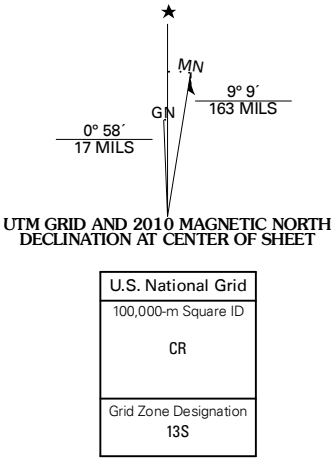 MN
9° 9´
163 MILS
GN
0° 58´
17 MILS
UTM GRID AND 2010 MAGNETIC NORTH
DECLINATION AT CENTER OF SHEET
U.S. National Grid
100,000-m Square ID
CR
Grid Zone Designation
13S